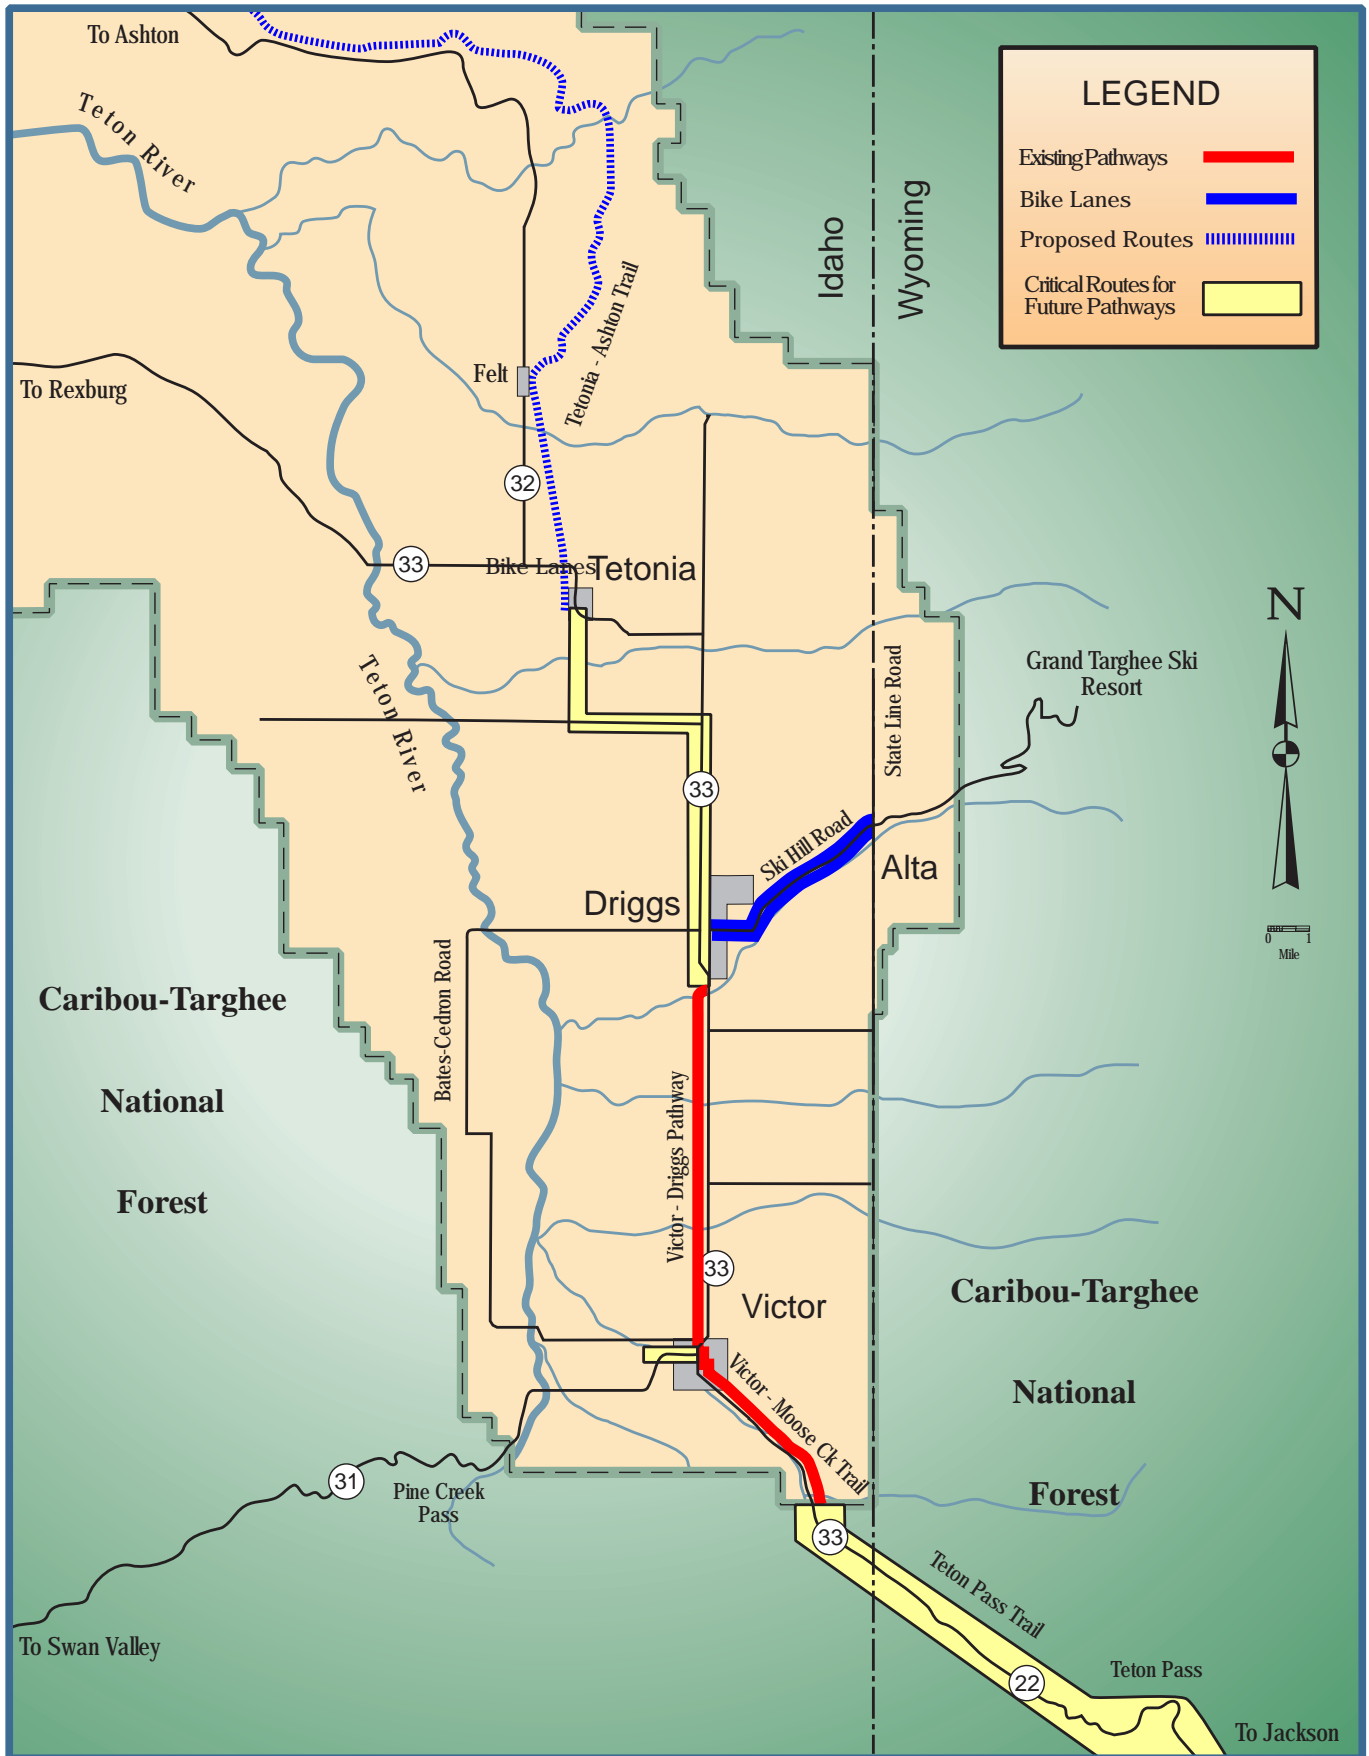 To Ashton
Teton River
LEGEND
Existing Pathways
Bike Lanes
Proposed Routes
Critical Routes for
Future Pathways
Idaho
Wyoming
Tetonia - Ashton Trail
Felt
To Rexburg
32
33
Bike Lanes
Tetonia
N
Teton River
State Line Road
Grand Targhee Ski
Resort
33
Ski Hill Road
Alta
Driggs
0 1
Mile
Bates-Cedron Road
Caribou-Targhee
National
Forest
Victor - Driggs Pathway
33
Victor
Caribou-Targhee
National
Forest
Victor - Moose Ck Trail
31
Pine Creek
Pass
33
Teton Pass Trail
To Swan Valley
Teton Pass
22
To Jackson